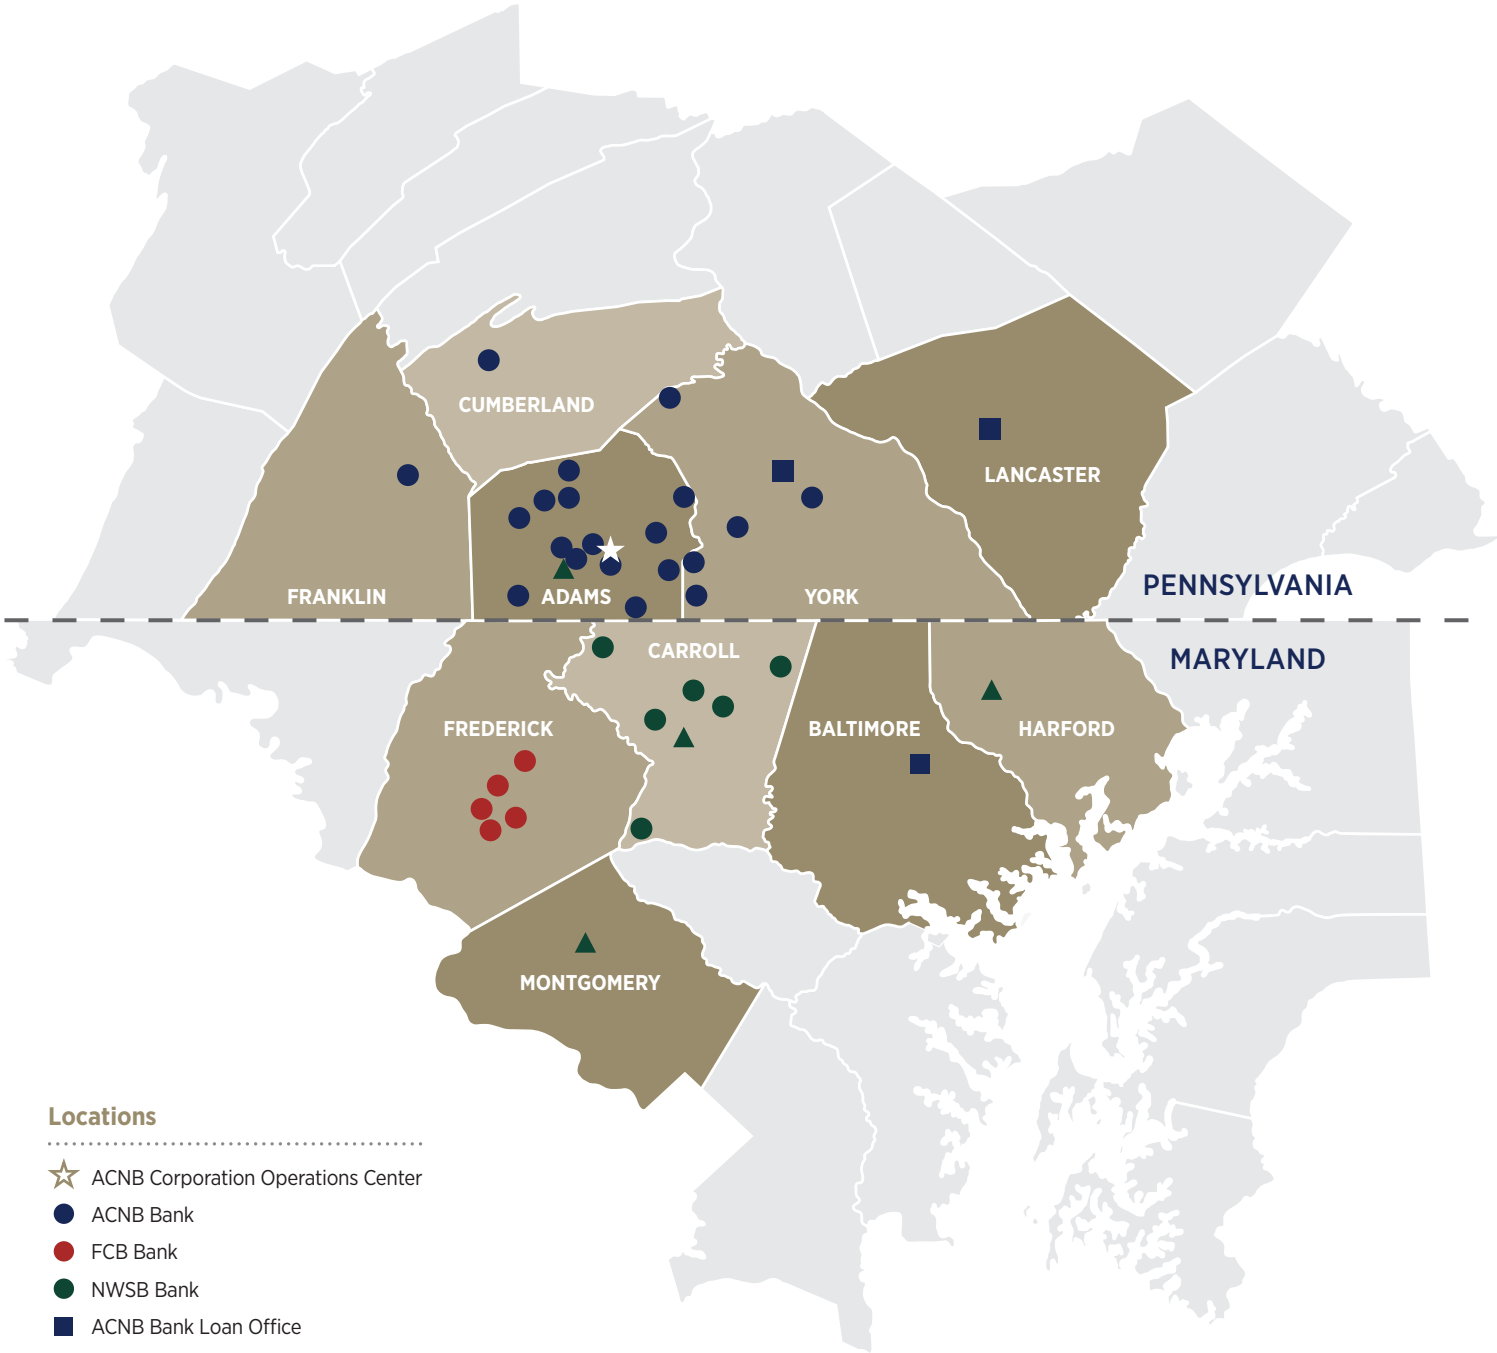 CUMBERLAND
LANCASTER
FRANKLIN
ADAMS
YORK
PENNSYLVANIA
CARROLL
MARYLAND
FREDERICK
BALTIMORE
HARFORD
MONTGOMERY
Locations
ACNB Corporation Operations Center
ACNB Bank
FCB Bank
NWSB Bank
ACNB Bank Loan Office